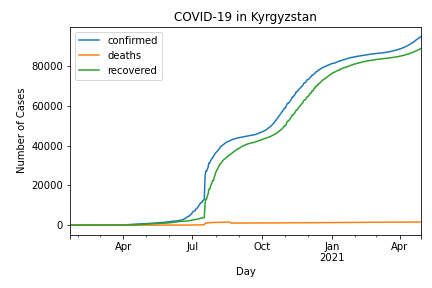 COVID-19 in Kyrgyzstan
confirmed
deaths
recovered
Number of Cases
80000
60000
40000
20000
0
Apr
Jul
Oct
Jan
2021
Apr
Day